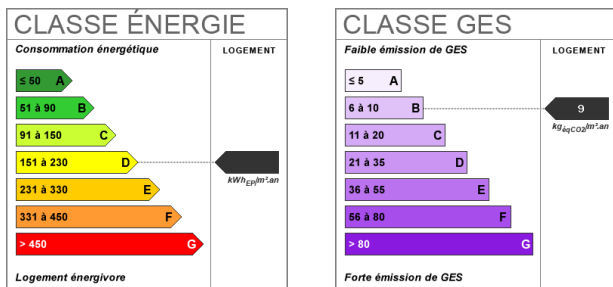 CLASSE ÉNERGIE
Consommation énergétique
LOGEMENT
≤ 50 A
51 à 90 B
91 à 150 C
151 à 230 D
kWhEP/m².an
231 à 330 E
331 à 450 F
> 450 G
Logement énergivore
CLASSE GES
Faible émission de GES
LOGEMENT
≤ 5 A
6 à 10 B
9
kgéqCO2/m².an
11 à 20 C
21 à 35 D
36 à 55 E
56 à 80 F
> 80 G
Forte émission de GES